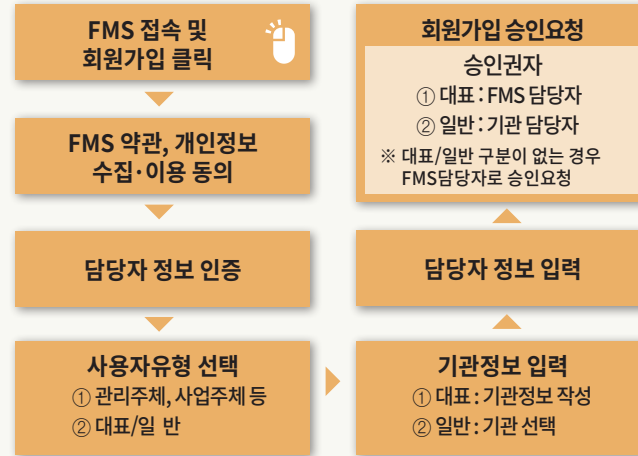 FMS 접속 및
회원가입 클릭
FMS 약관, 개인정보
수집·이용 동의
담당자 정보 인증
사용자유형 선택
① 관리주체, 사업주체 등
② 대표/일 반
기관정보 입력
① 대표 : 기관정보 작성
② 일반 : 기관 선택
담당자 정보 입력
회원가입 승인요청
승인권자
① 대표 : FMS 담당자
② 일반 : 기관 담당자
※ 대표/일반 구분이 없는 경우
FMS담당자로 승인요청